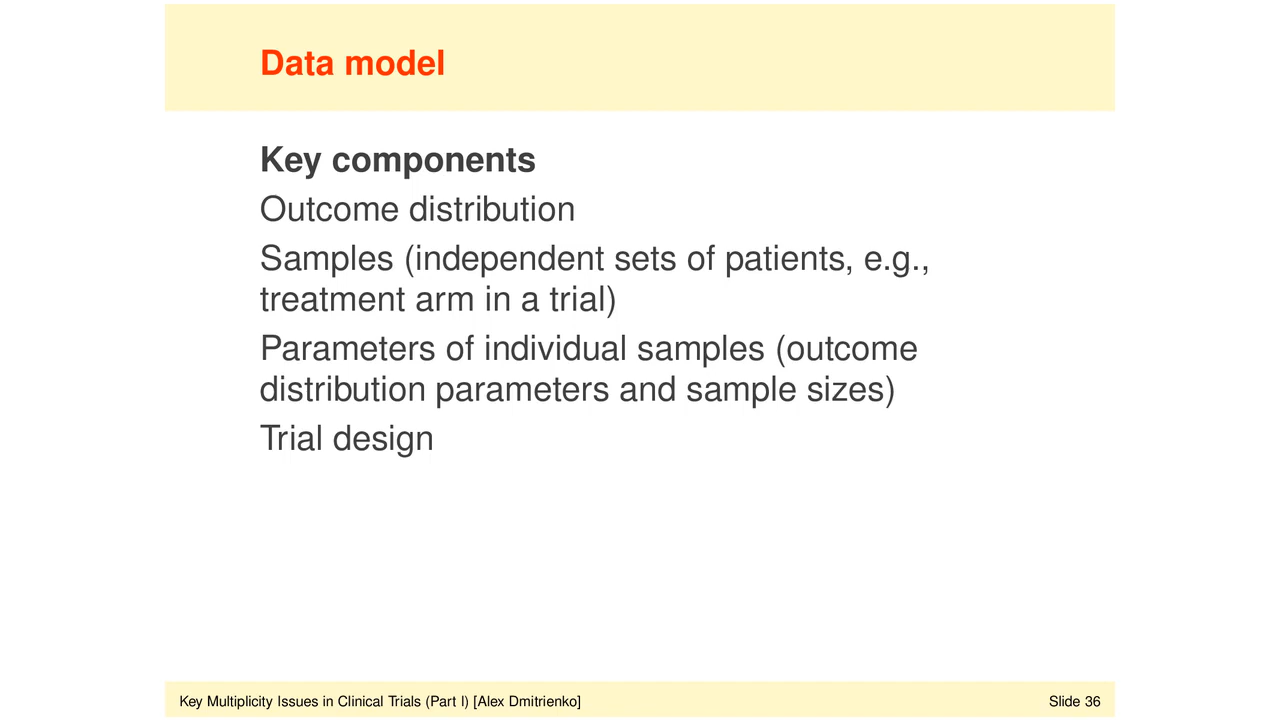 Data model
Key components
Outcome distribution
Samples (independent sets of patients, e.g.,
treatment arm in a trial)
Parameters of individual samples (outcome
distribution parameters and sample sizes)
Trial design
Key Multiplicity Issues in Clinical Trials (Part I) [Alex Dmitrienko]
Slide 36